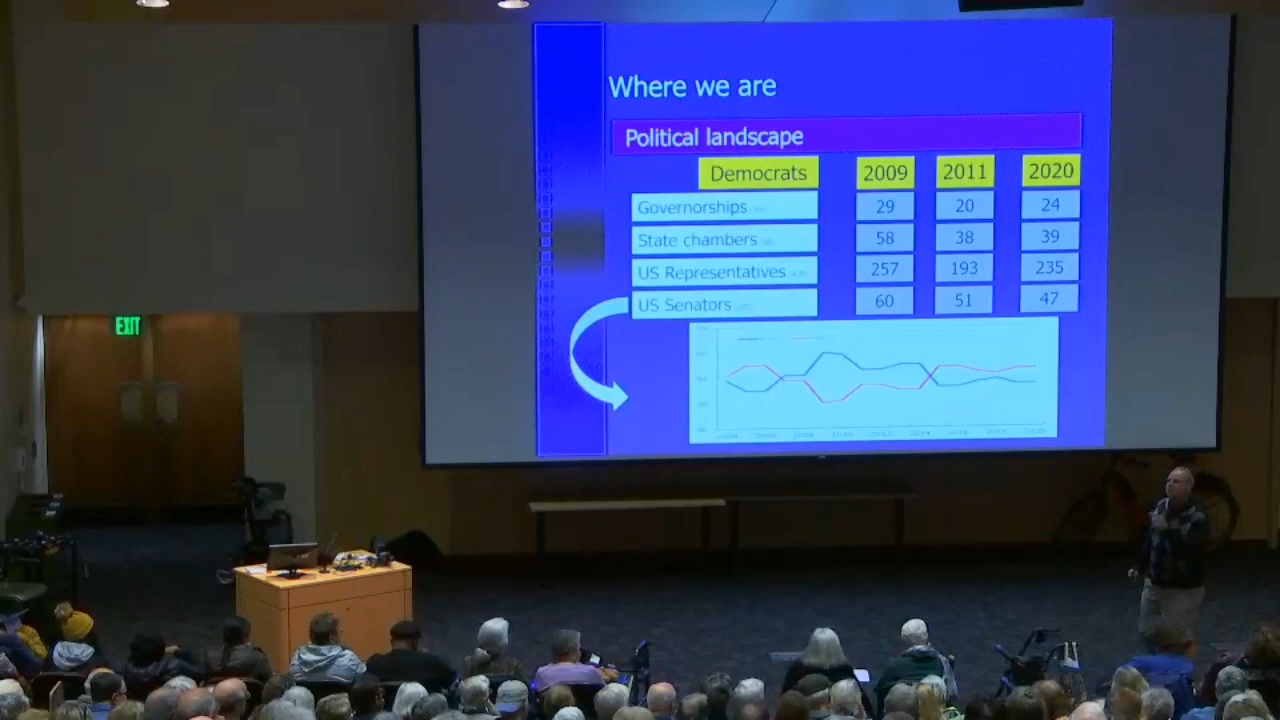 Where we are
Political landscape
Democrats 2009 2011 2020
Governorships 29 20 24
State chambers 58 38 39
US Representatives 257 193 235
US Senators 60 51 47
EXIT